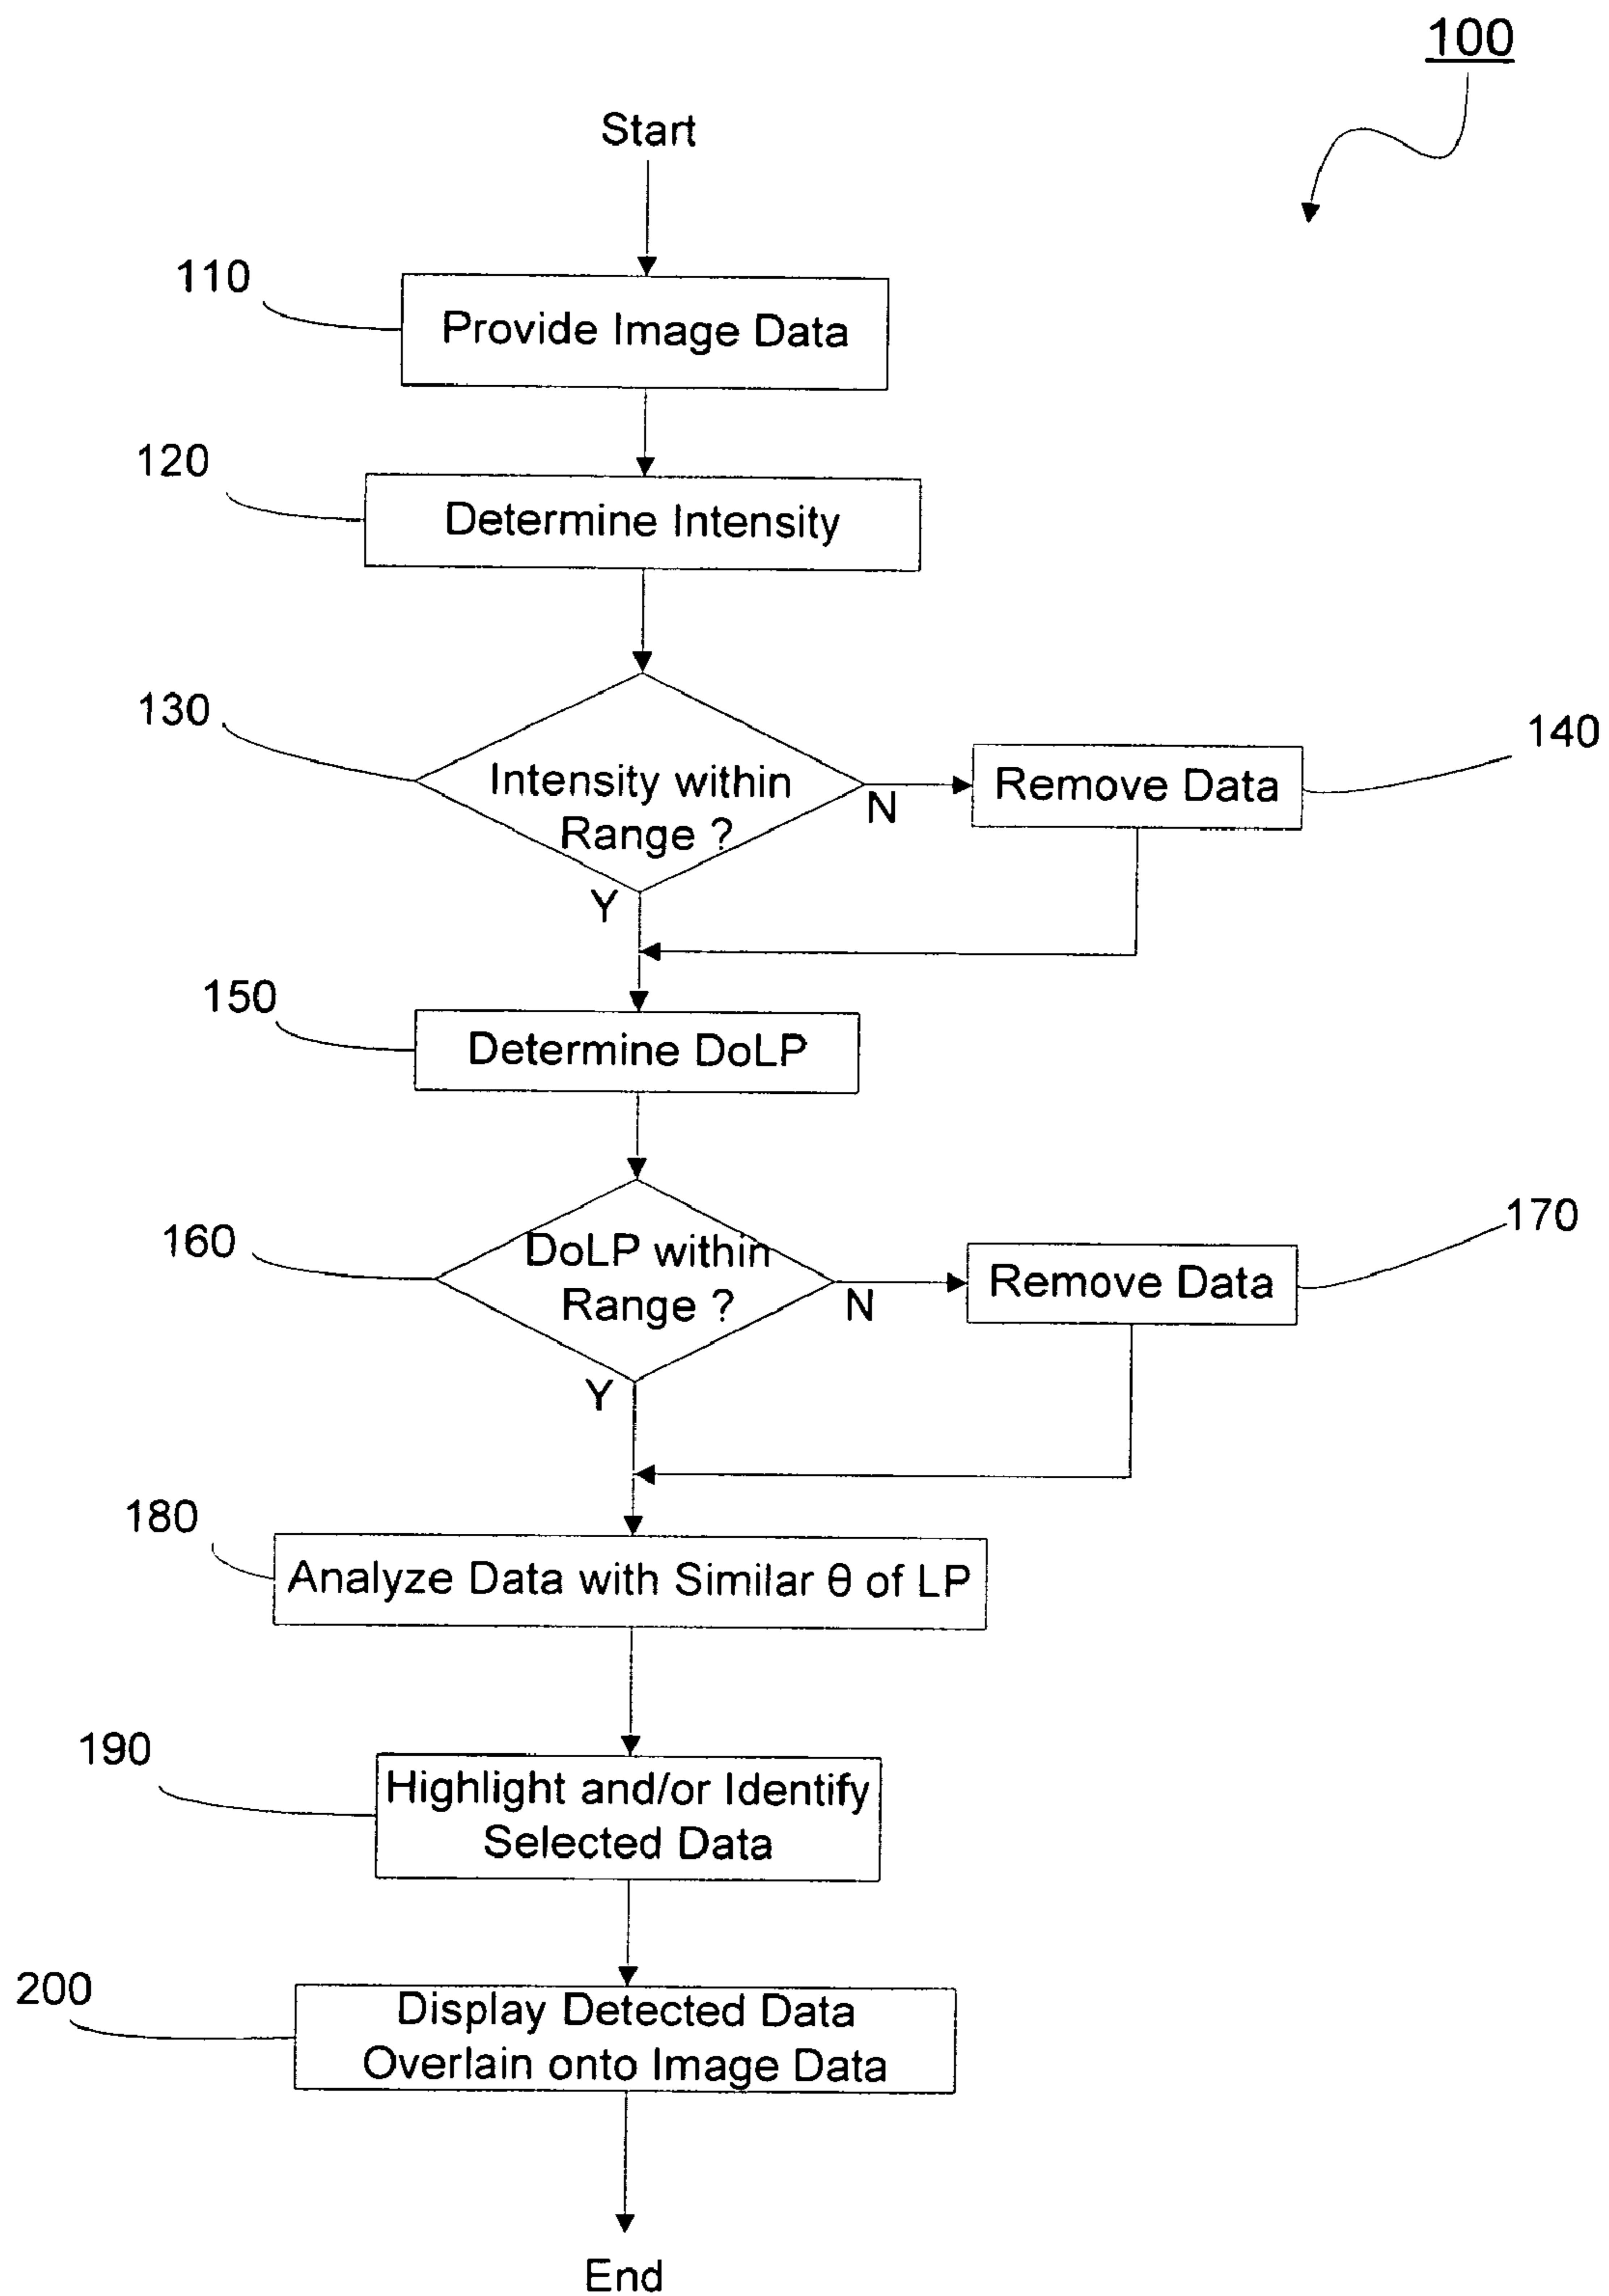 100
Start
110
Provide Image Data
120
Determine Intensity
130
Intensity within
Range ?
N
140
Remove Data
Y
150
Determine DoLP
160
DoLP within
Range ?
N
170
Remove Data
Y
180
Analyze Data with Similar θ of LP
190
Highlight and/or Identify
Selected Data
200
Display Detected Data
Overlain onto Image Data
End